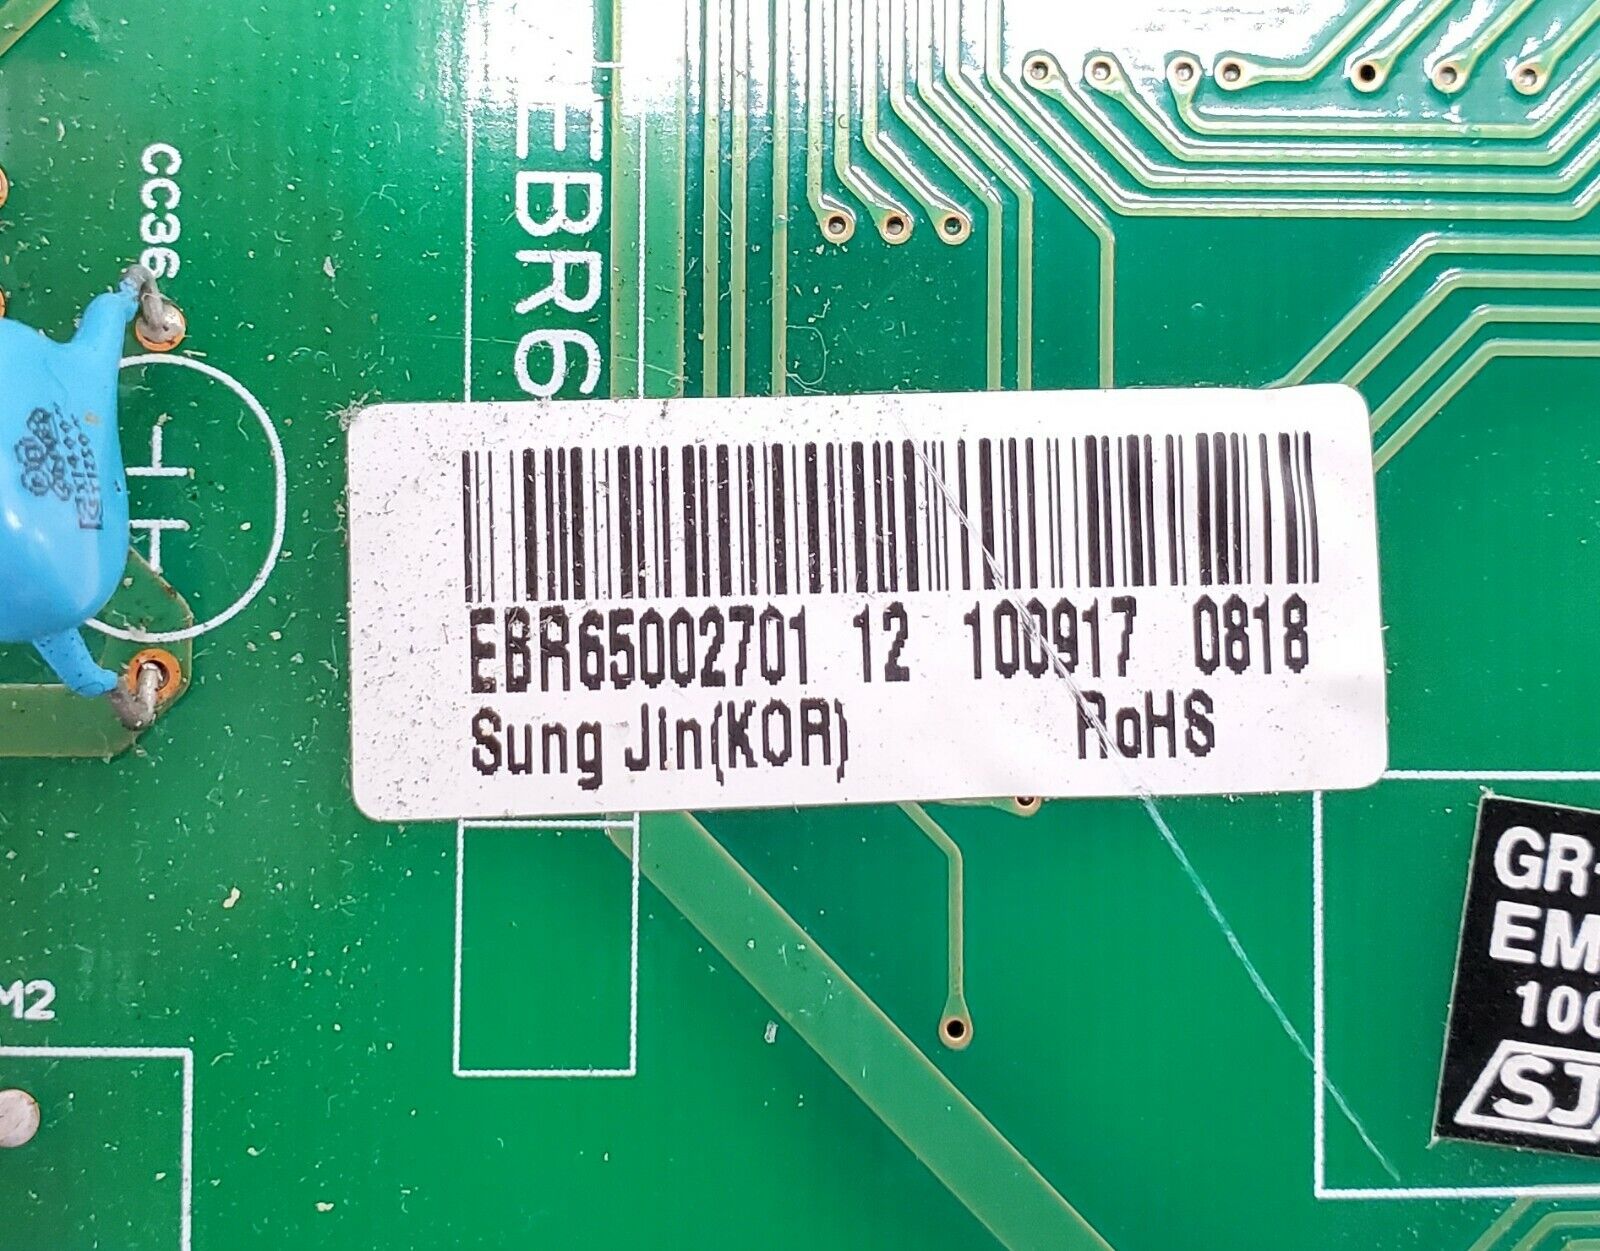 CC36
EBR6
EBR65002701 12 100917 0818
Sung Jin(KOR)
RoHS
M2
GR-
EM
100
SJ